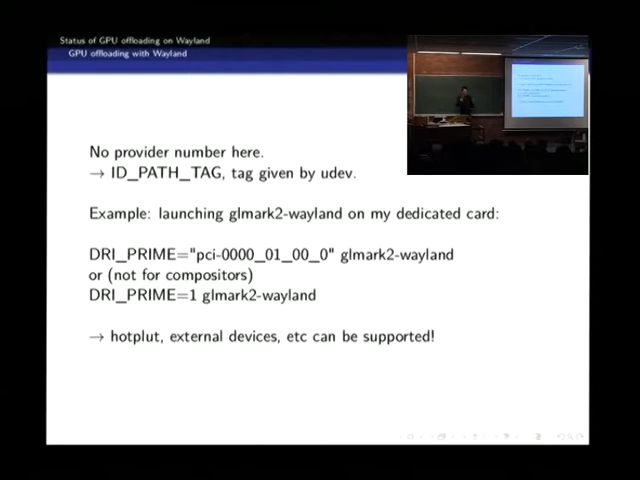 Status of GPU offloading on Wayland
GPU offloading with Wayland
No provider number here.
→ ID_PATH_TAG, tag given by udev.
Example: launching glmark2-wayland on my dedicated card:
DRI_PRIME="pci-0000_01_00_0" glmark2-wayland
or (not for compositors)
DRI_PRIME=1 glmark2-wayland
→ hotplut, external devices, etc can be supported!